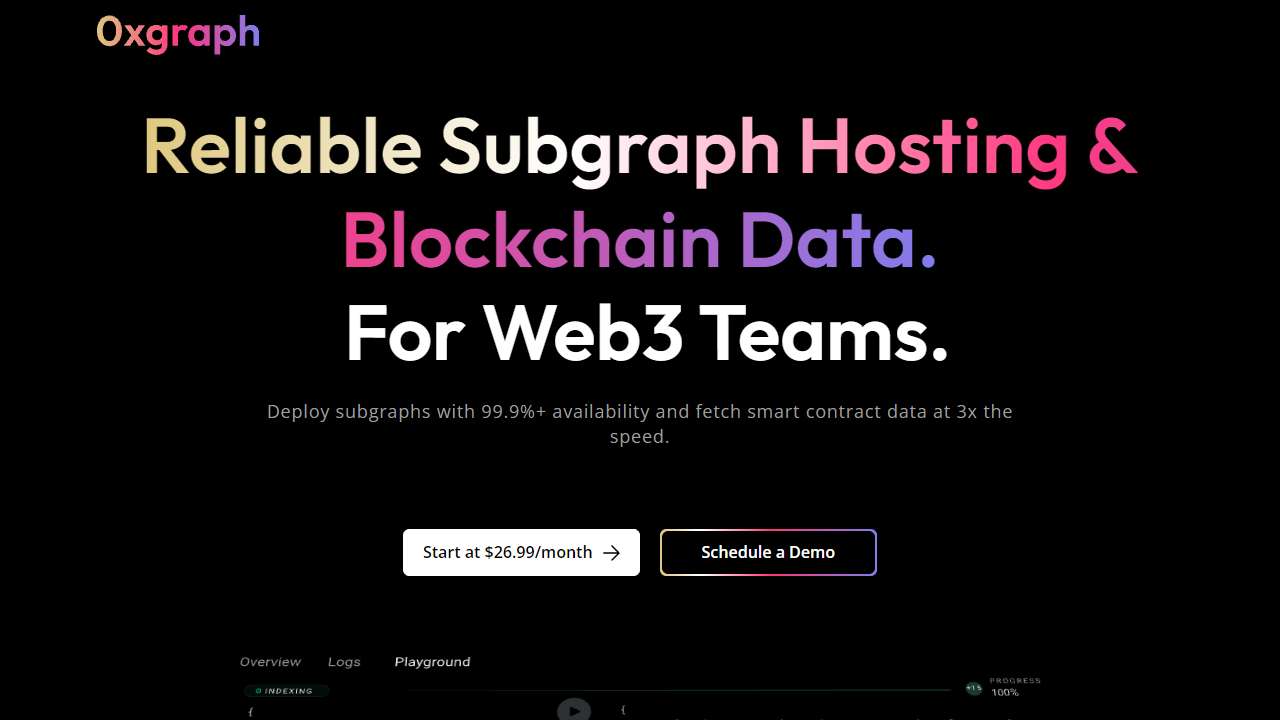 0xgraph
Reliable Subgraph Hosting &
Blockchain Data.
For Web3 Teams.
Deploy subgraphs with 99.9%+ availability and fetch smart contract data at 3x the
speed.
Start at $26.99/month
Schedule a Demo
Overview Logs Playground
INDEXING
+15
PROGRESS
100%
{
{